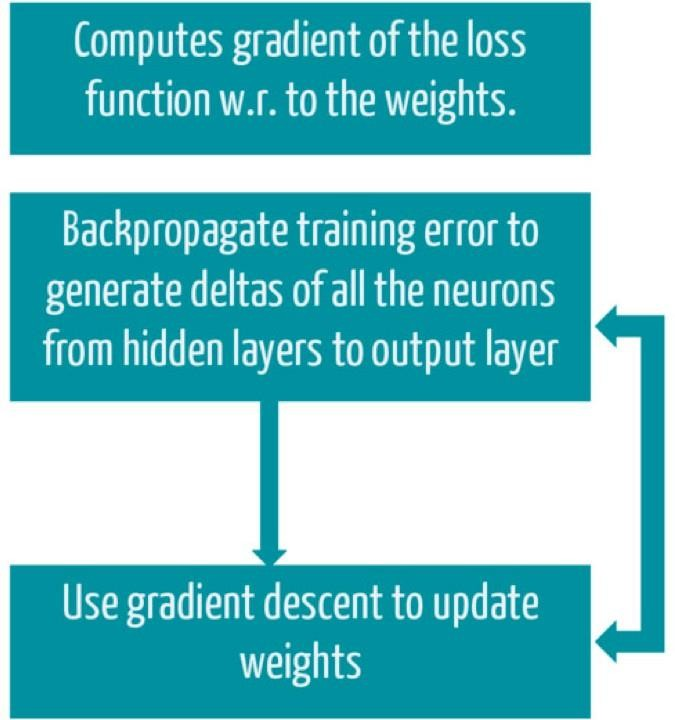 Computes gradient of the loss
function w.r. to the weights.
Backpropagate training error to
generate deltas of all the neurons
from hidden layers to output layer
Use gradient descent to update
weights